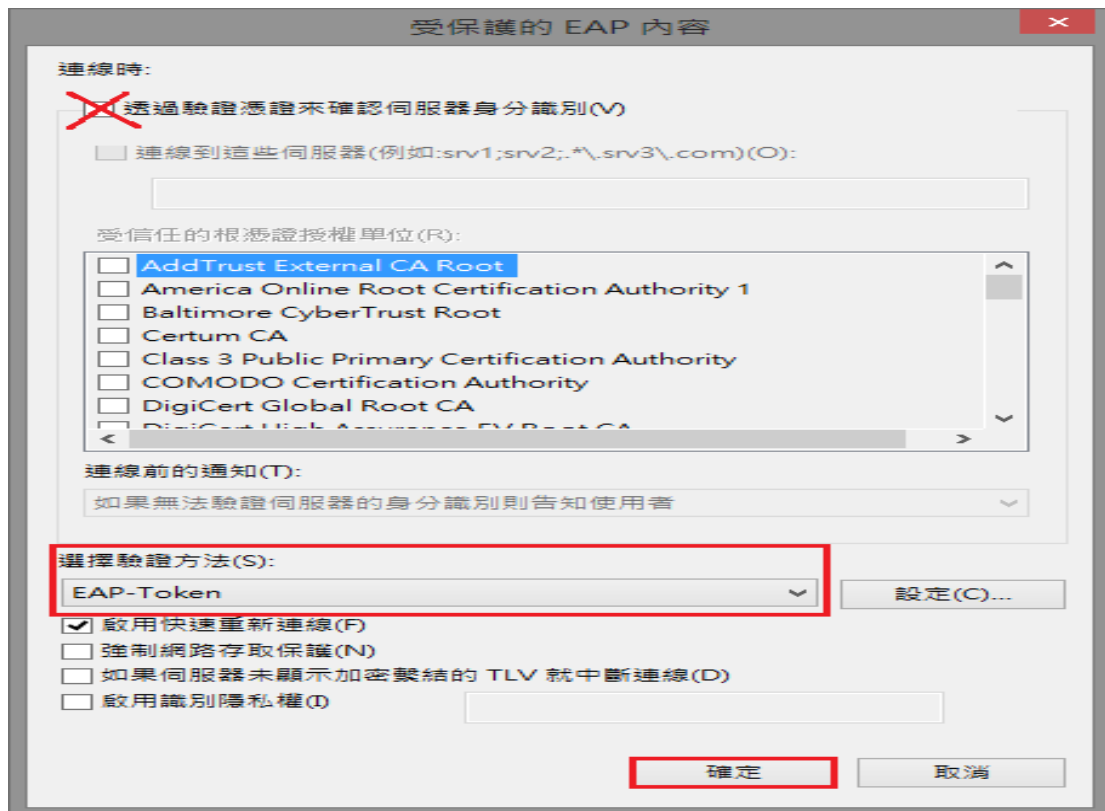 受保護的 EAP 內容
連線時:
透過驗證憑證來確認伺服器身分識別(V)
連線到這些伺服器(例如:srv1;srv2;.*\.srv3\.com)(O):
受信任的根憑證授權單位(R):
AddTrust External CA Root
America Online Root Certification Authority 1
Baltimore CyberTrust Root
Certum CA
Class 3 Public Primary Certification Authority
COMODO Certification Authority
DigiCert Global Root CA
DigiCert High Assurance EV Root CA
連線前的通知(T):
如果無法驗證伺服器的身分識別則告知使用者
選擇驗證方法(S):
EAP-Token
設定(C)...
啟用快速重新連線(F)
強制網路存取保護(N)
如果伺服器未顯示加密繫結的 TLV 就中斷連線(D)
啟用識別隱私權(I)
確定
取消